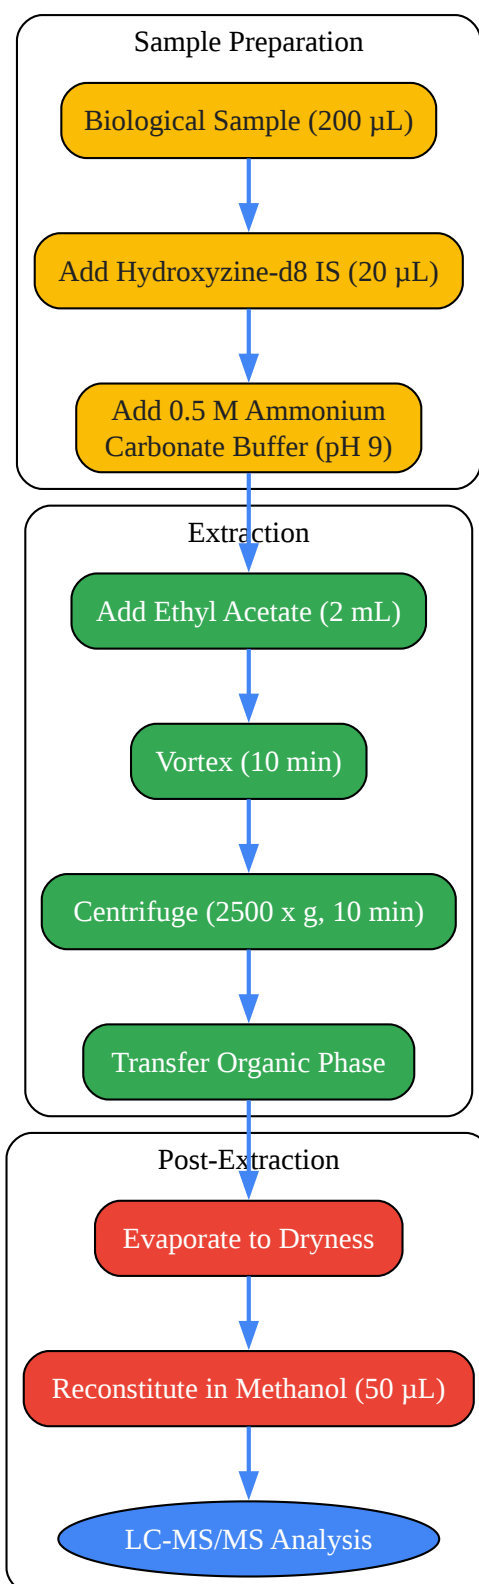 Sample Preparation
Biological Sample (200 µL)
Add Hydroxyzine-d8 IS (20 µL)
Add 0.5 M Ammonium
Carbonate Buffer (pH 9)
Extraction
Add Ethyl Acetate (2 mL)
Vortex (10 min)
Centrifuge (2500 x g, 10 min)
Transfer Organic Phase
Post-Extraction
Evaporate to Dryness
Reconstitute in Methanol (50 µL)
LC-MS/MS Analysis